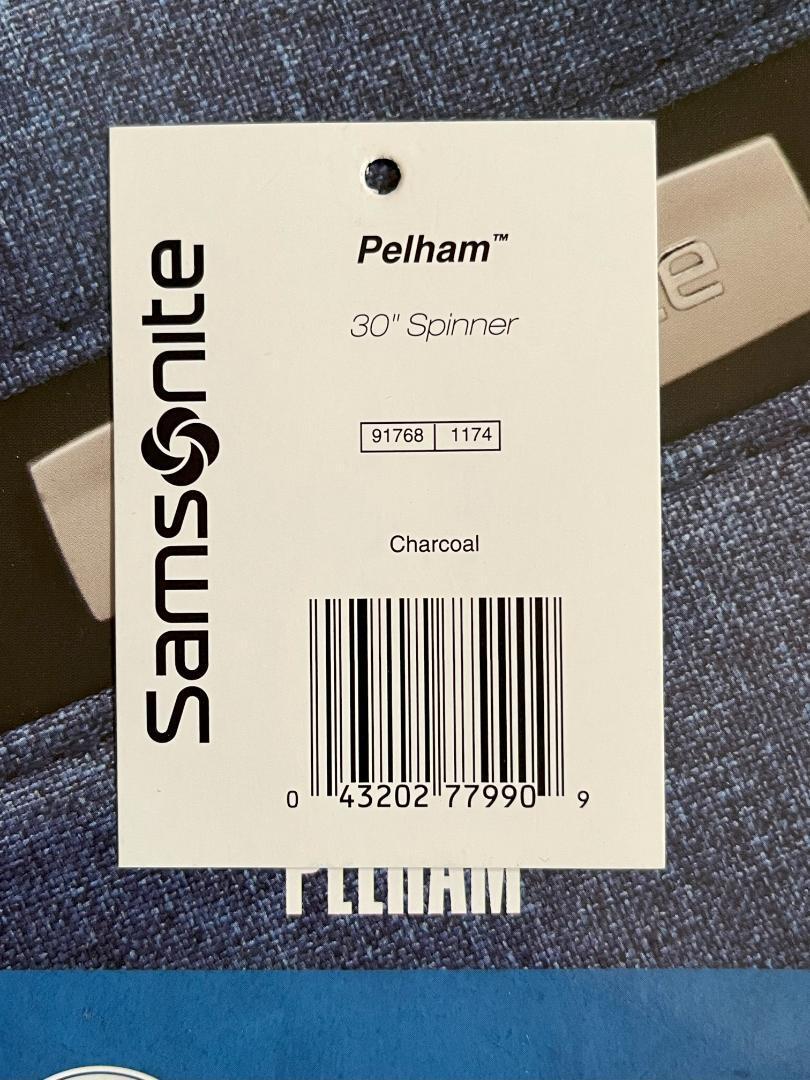 Samsonite
Pelham™
30" Spinner
91768 1174
Charcoal
0 43202 77990 9
PELHAM